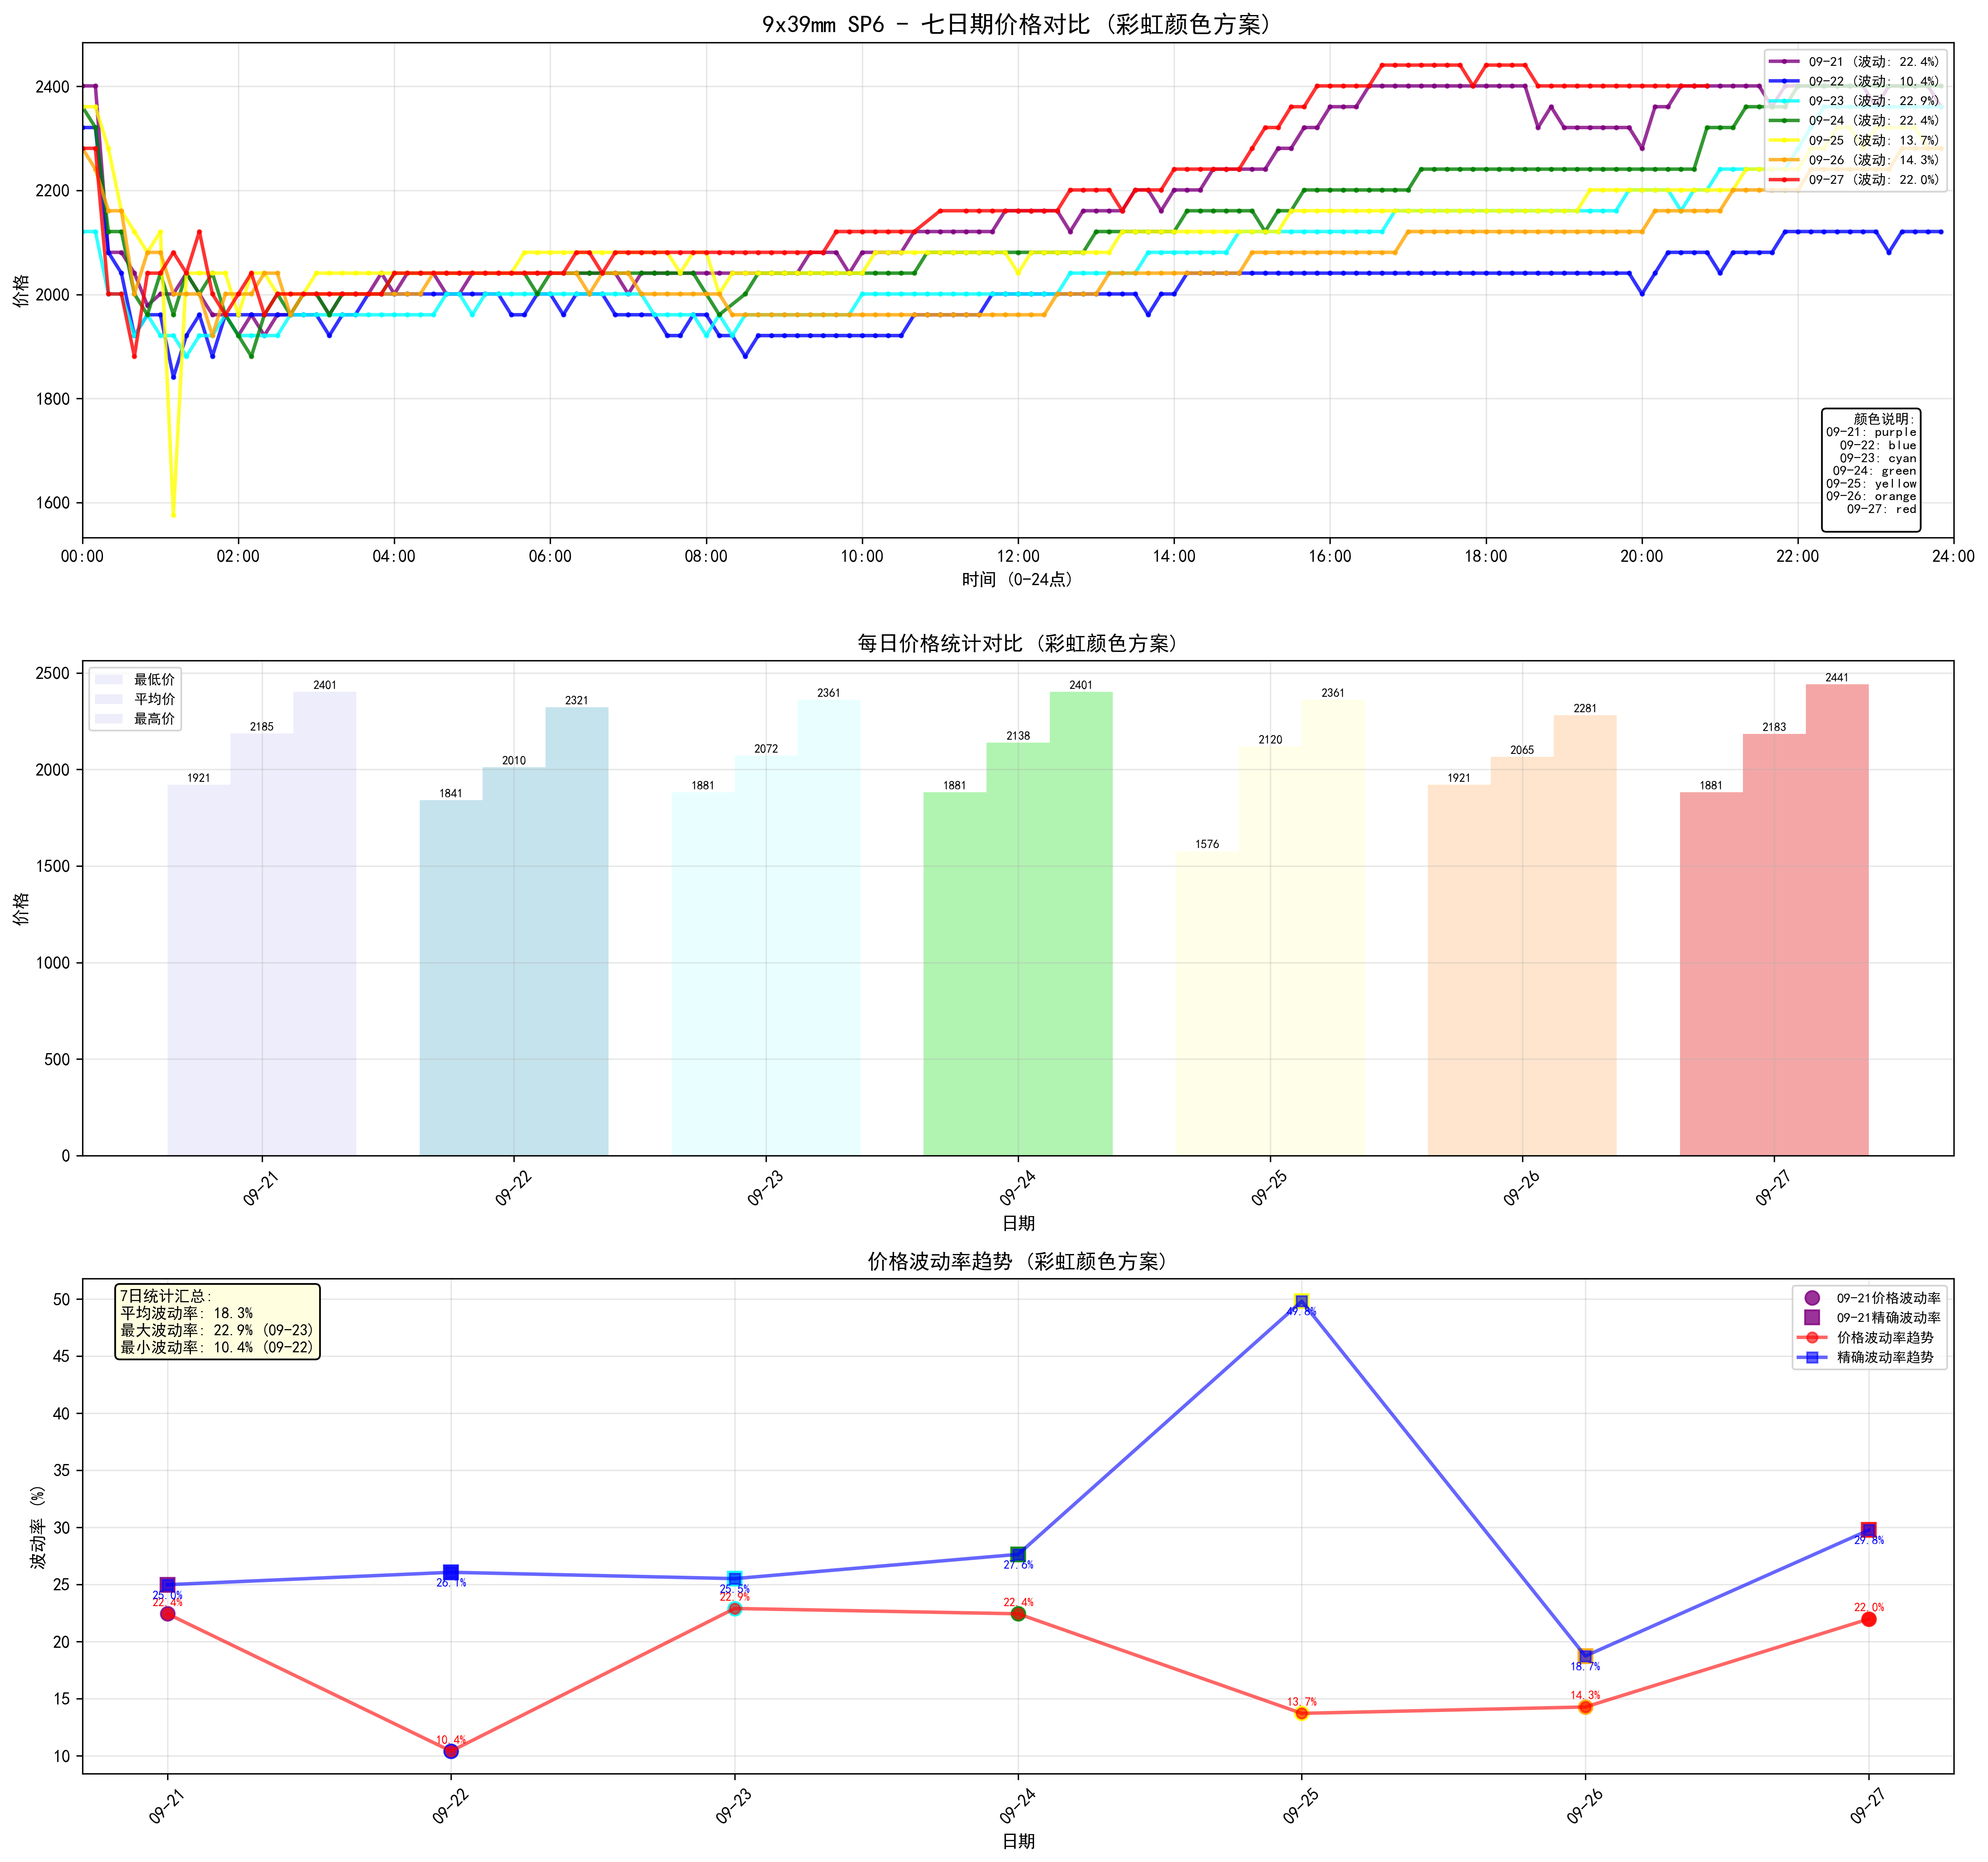 9x39mm SP6 - 七日期价格对比 (彩虹颜色方案)
价格
2400
2200
2000
1800
1600
09-21 (波动: 22.4%)
09-22 (波动: 10.4%)
09-23 (波动: 22.9%)
09-24 (波动: 22.4%)
09-25 (波动: 13.7%)
09-26 (波动: 14.3%)
09-27 (波动: 22.0%)
颜色说明:
09-21: purple
09-22: blue
09-23: cyan
09-24: green
09-25: yellow
09-26: orange
09-27: red
00:00 02:00 04:00 06:00 08:00 10:00 12:00 14:00 16:00 18:00 20:00 22:00 24:00
时间 (0-24点)
每日价格统计对比 (彩虹颜色方案)
价格
2500
2000
1500
1000
500
0
最低价
平均价
最高价
1921 2185 2401
1841 2010 2321
1881 2072 2361
1881 2138 2401
1576 2120 2361
1921 2065 2281
1881 2183 2441
09-21 09-22 09-23 09-24 09-25 09-26 09-27
日期
价格波动率趋势 (彩虹颜色方案)
波动率 (%)
50
45
40
35
30
25
20
15
10
7日统计汇总:
平均波动率: 18.3%
最大波动率: 22.9% (09-23)
最小波动率: 10.4% (09-22)
09-21价格波动率
09-21精确波动率
价格波动率趋势
精确波动率趋势
25.0% 26.1% 25.5% 27.6% 49.8% 18.7% 29.8%
22.4% 10.4% 22.9% 22.4% 13.7% 14.3% 22.0%
09-21 09-22 09-23 09-24 09-25 09-26 09-27
日期